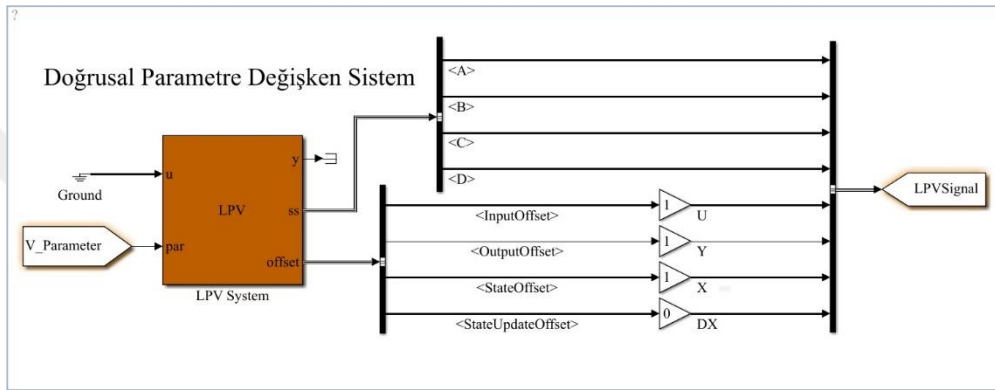 ?
Doğrusal Parametre Değişken Sistem
<A>
<B>
<C>
<D>
u
y
Ground
LPV
ss
V_Parameter
par
offset
LPV System
<InputOffset>
1
U
<OutputOffset>
1
Y
<StateOffset>
1
X
<StateUpdateOffset>
0
DX
LPVSignal